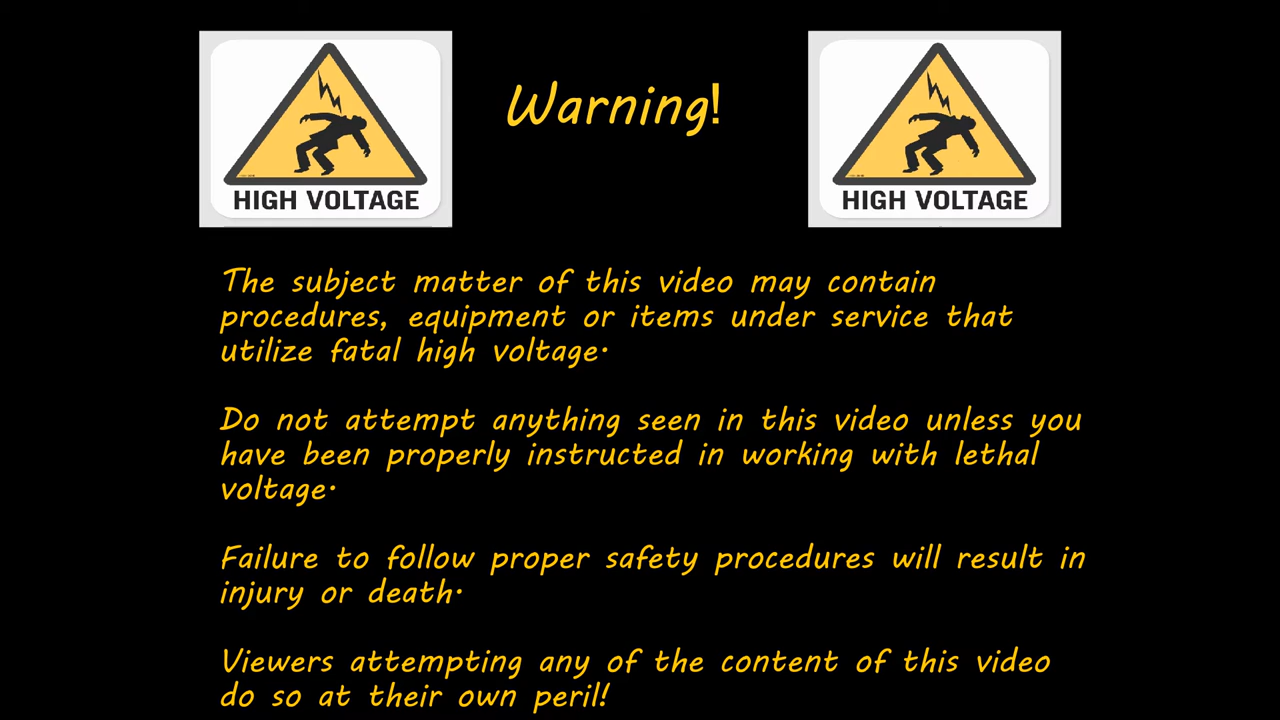 Warning!
HIGH VOLTAGE
HIGH VOLTAGE
The subject matter of this video may contain
procedures, equipment or items under service that
utilize fatal high voltage.
Do not attempt anything seen in this video unless you
have been properly instructed in working with lethal
voltage.
Failure to follow proper safety procedures will result in
injury or death.
Viewers attempting any of the content of this video
do so at their own peril!